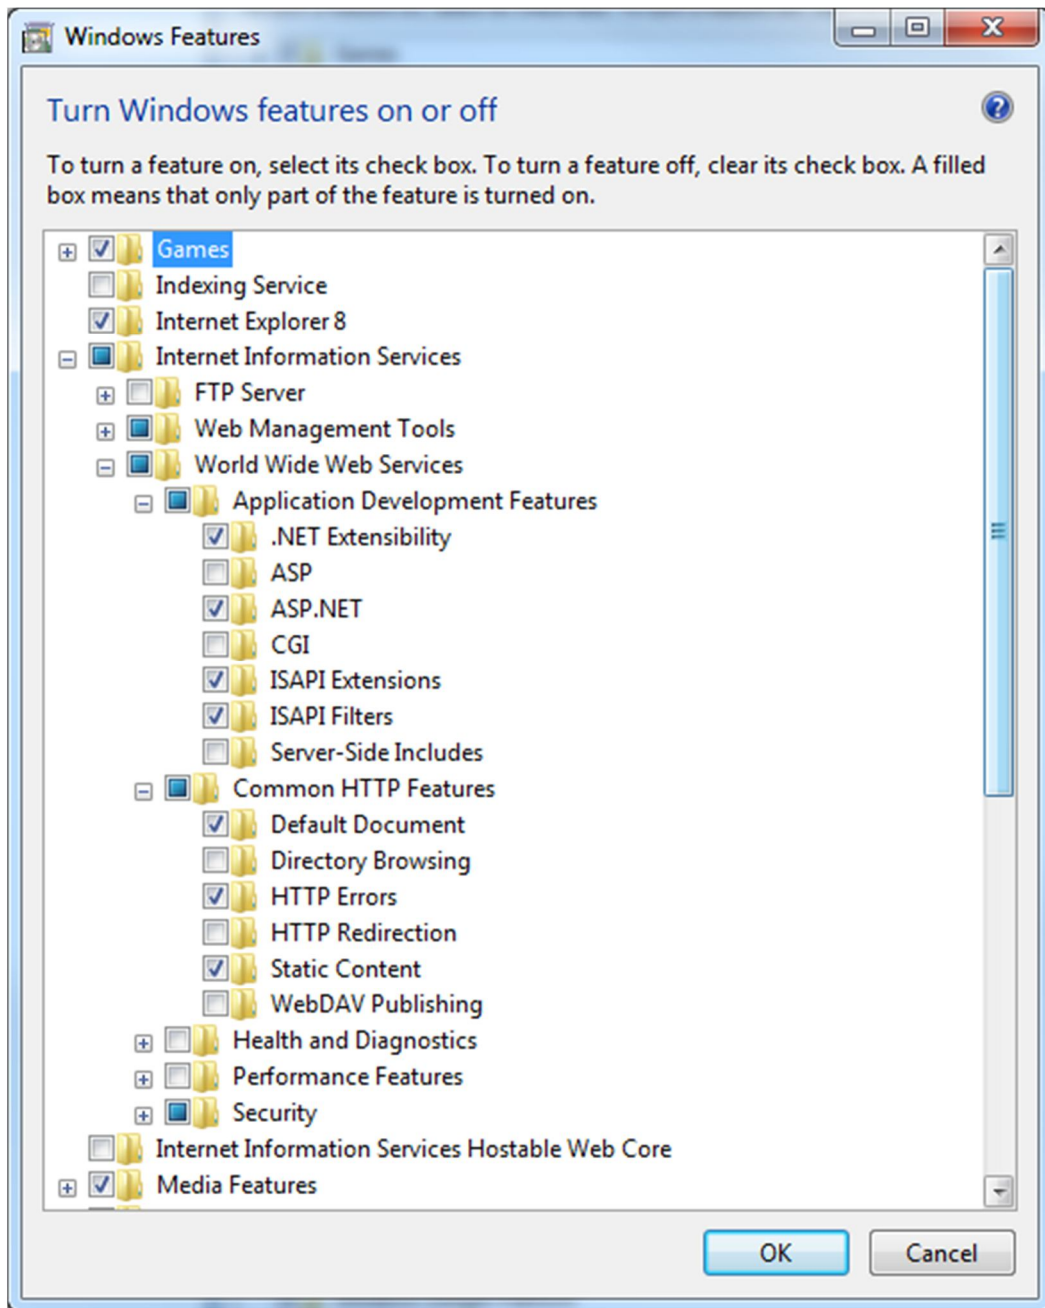 Windows Features
Turn Windows features on or off
To turn a feature on, select its check box. To turn a feature off, clear its check box. A filled
box means that only part of the feature is turned on.
Games
Indexing Service
Internet Explorer 8
Internet Information Services
FTP Server
Web Management Tools
World Wide Web Services
Application Development Features
.NET Extensibility
ASP
ASP.NET
CGI
ISAPI Extensions
ISAPI Filters
Server-Side Includes
Common HTTP Features
Default Document
Directory Browsing
HTTP Errors
HTTP Redirection
Static Content
WebDAV Publishing
Health and Diagnostics
Performance Features
Security
Internet Information Services Hostable Web Core
Media Features
OK Cancel